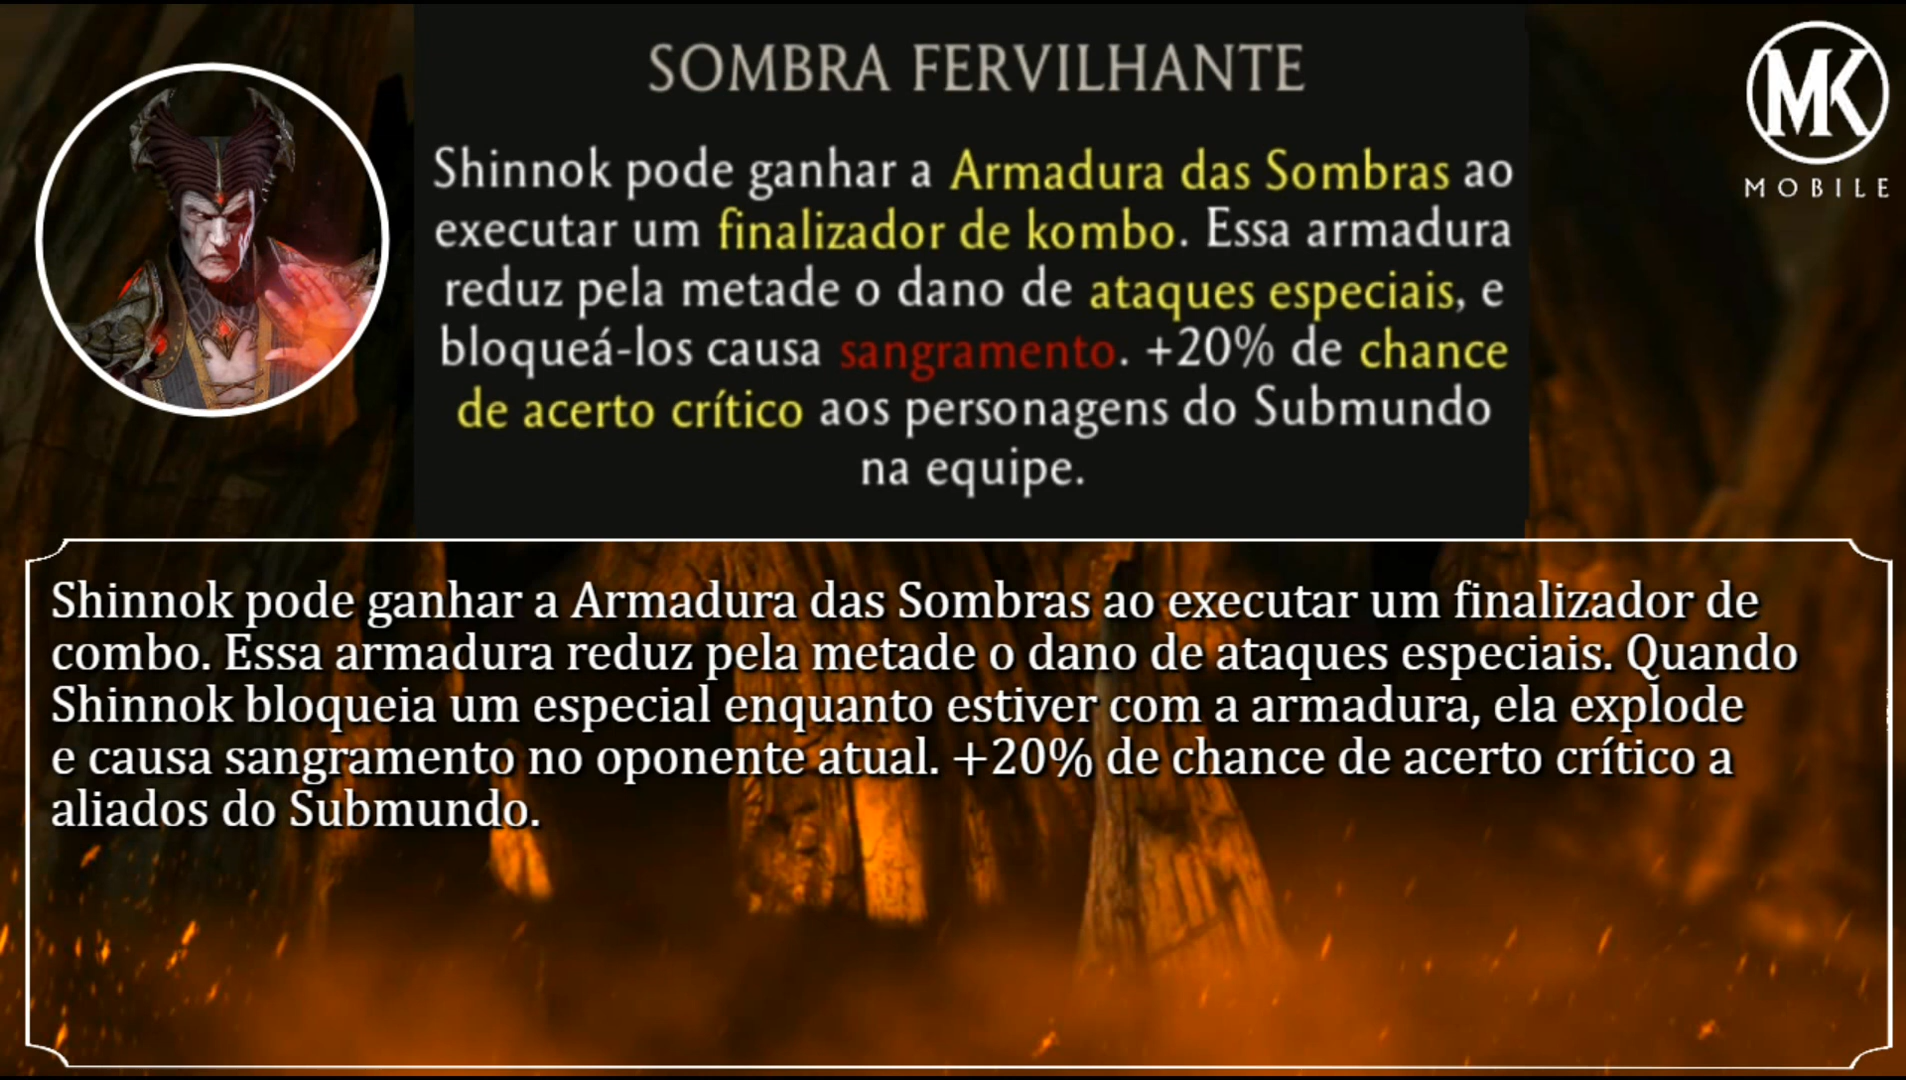 SOMBRA FERVILHANTE
MK
MOBILE
Shinnok pode ganhar a Armadura das Sombras ao
executar um finalizador de kombo. Essa armadura
reduz pela metade o dano de ataques especiais, e
bloqueá-los causa sangramento. +20% de chance
de acerto crítico aos personagens do Submundo
na equipe.
Shinnok pode ganhar a Armadura das Sombras ao executar um finalizador de
combo. Essa armadura reduz pela metade o dano de ataques especiais. Quando
Shinnok bloqueia um especial enquanto estiver com a armadura, ela explode
e causa sangramento no oponente atual. +20% de chance de acerto crítico a
aliados do Submundo.